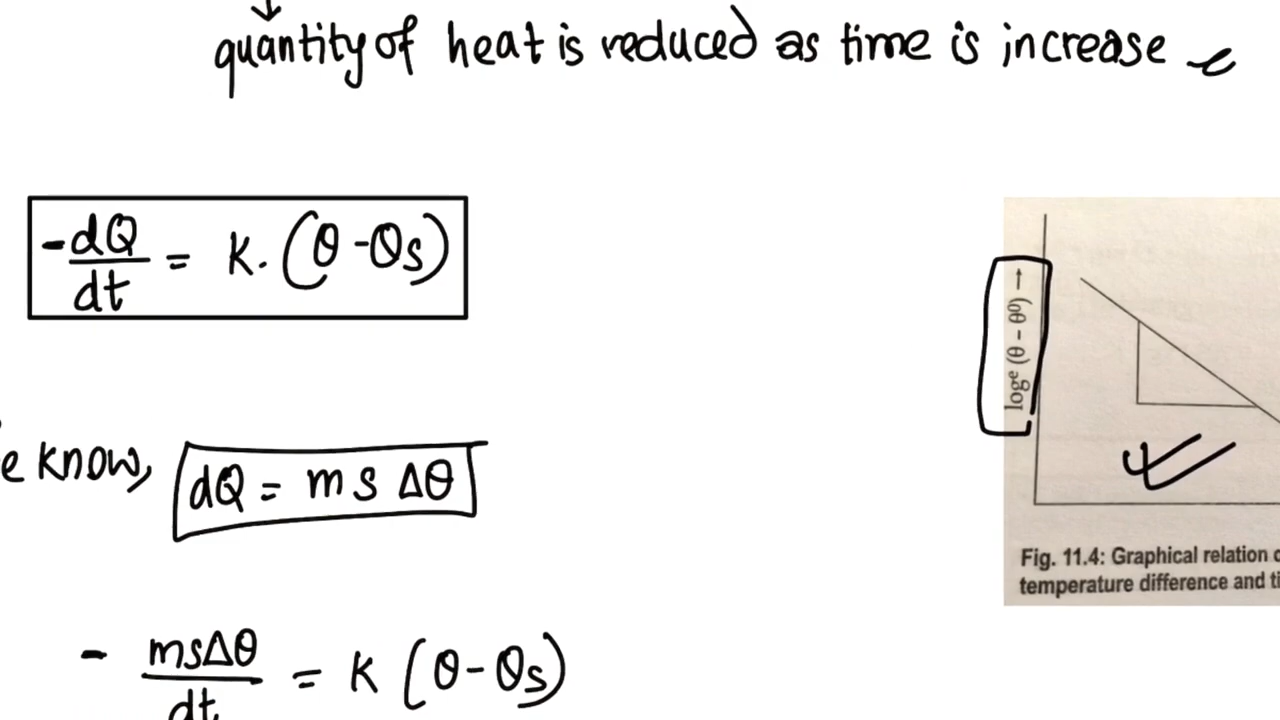 quantity of heat is reduced as time is increase
-dQ/dt = K. (θ - θs)
e know, dQ = m s Δθ
- msΔθ/dt = K (θ - θs)
logᵉ (θ – θ⁰) →
Fig. 11.4: Graphical relation
temperature difference and